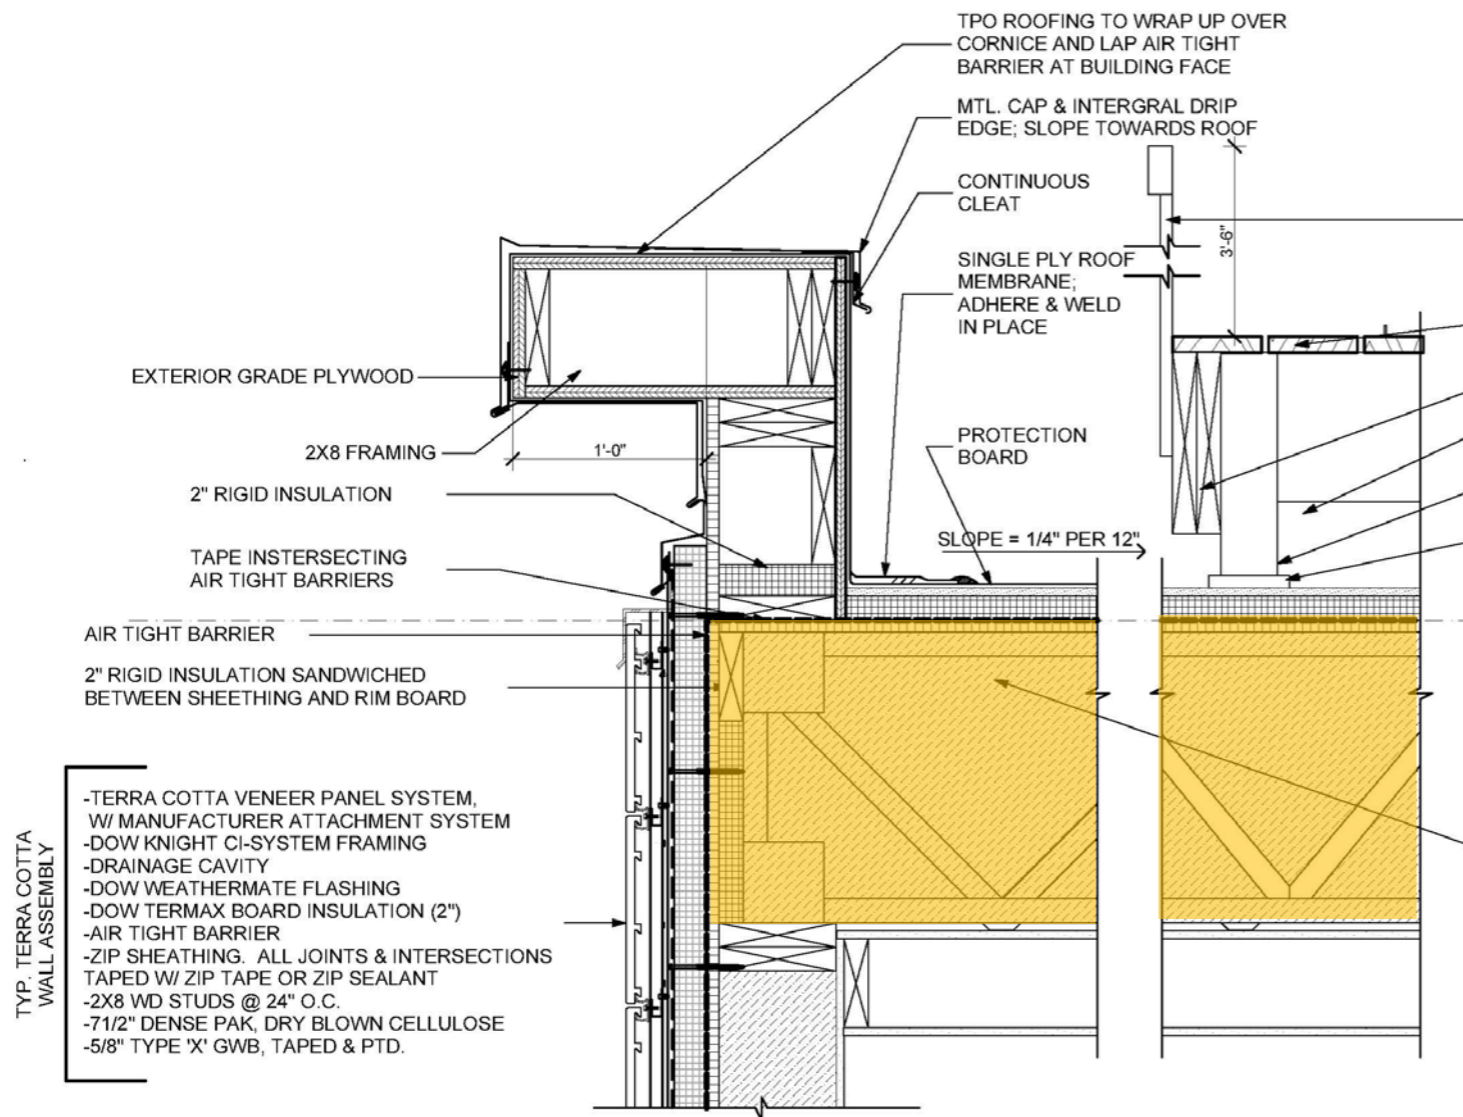 TPO ROOFING TO WRAP UP OVER
CORNICE AND LAP AIR TIGHT
BARRIER AT BUILDING FACE
MTL. CAP & INTERGRAL DRIP
EDGE; SLOPE TOWARDS ROOF
CONTINUOUS
CLEAT
3'-6"
SINGLE PLY ROOF
MEMBRANE;
ADHERE & WELD
IN PLACE
EXTERIOR GRADE PLYWOOD
2X8 FRAMING
1'-0"
PROTECTION
BOARD
2" RIGID INSULATION
SLOPE = 1/4" PER 12"
TAPE INSTERSECTING
AIR TIGHT BARRIERS
AIR TIGHT BARRIER
2" RIGID INSULATION SANDWICHED
BETWEEN SHEETHING AND RIM BOARD
TYP. TERRA COTTA
WALL ASSEMBLY
-TERRA COTTA VENEER PANEL SYSTEM,
W/ MANUFACTURER ATTACHMENT SYSTEM
-DOW KNIGHT CI-SYSTEM FRAMING
-DRAINAGE CAVITY
-DOW WEATHERMATE FLASHING
-DOW TERMAX BOARD INSULATION (2")
-AIR TIGHT BARRIER
-ZIP SHEATHING. ALL JOINTS & INTERSECTIONS
TAPED W/ ZIP TAPE OR ZIP SEALANT
-2X8 WD STUDS @ 24" O.C.
-71/2" DENSE PAK, DRY BLOWN CELLULOSE
-5/8" TYPE 'X' GWB, TAPED & PTD.